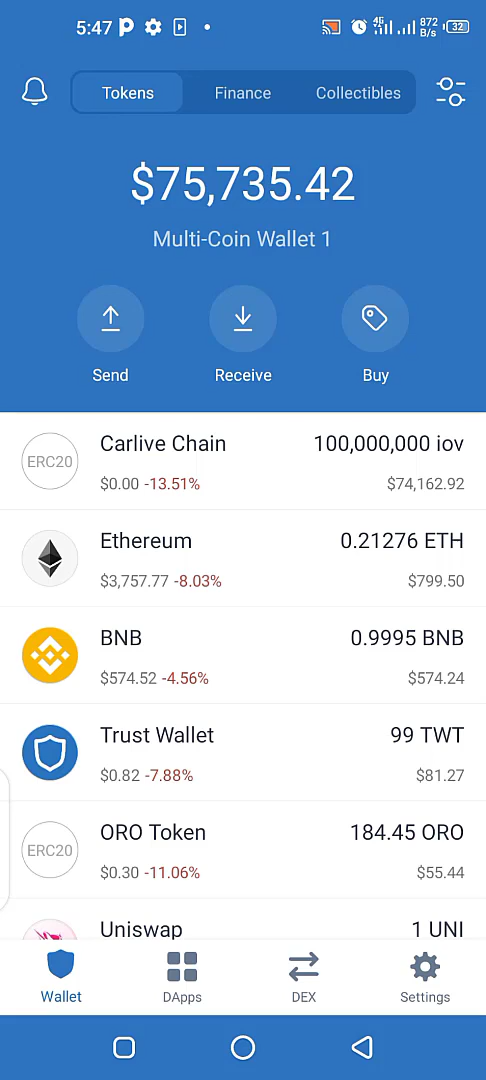 5:47 4G 872 B/s 32
Tokens Finance Collectibles
$75,735.42
Multi-Coin Wallet 1
Send Receive Buy
ERC20 Carlive Chain 100,000,000 iov
$0.00 -13.51% $74,162.92
Ethereum 0.21276 ETH
$3,757.77 -8.03% $799.50
BNB 0.9995 BNB
$574.52 -4.56% $574.24
Trust Wallet 99 TWT
$0.82 -7.88% $81.27
ERC20 ORO Token 184.45 ORO
$0.30 -11.06% $55.44
Uniswap 1 UNI
Wallet DApps DEX Settings